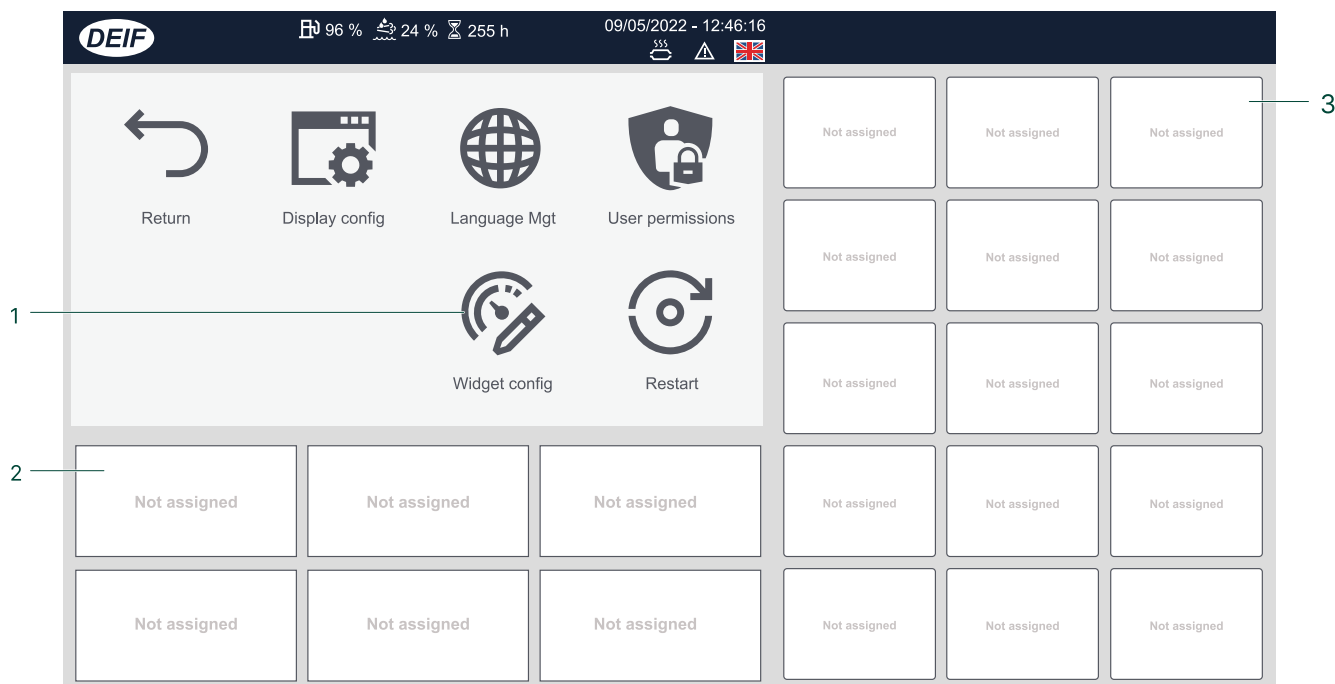 DEIF
96 % 24 % 255 h
09/05/2022 - 12:46:16
Return Display config Language Mgt User permissions
Widget config Restart
1
2
3
Not assigned Not assigned Not assigned
Not assigned Not assigned Not assigned
Not assigned Not assigned Not assigned
Not assigned Not assigned Not assigned
Not assigned Not assigned Not assigned
Not assigned Not assigned Not assigned
Not assigned Not assigned Not assigned